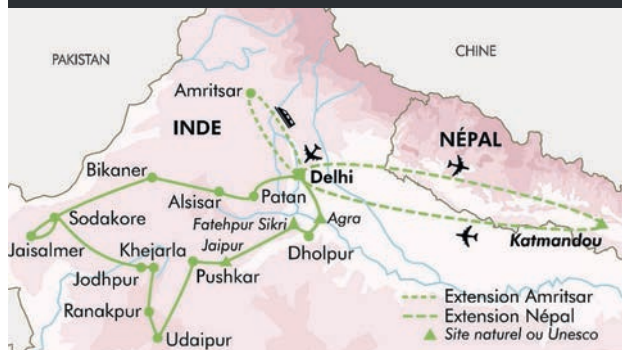 PAKISTAN
CHINE
Amritsar
INDE
NÉPAL
Delhi
Bikaner
Alsisar
Patan
Sodakore
Fatehpur Sikri
Agra
Katmandou
Jaisalmer
Khejarla
Jaipur
Dholpur
Jodhpur
Pushkar
Ranakpur
Udaipur
Extension Amritsar
Extension Népal
Site naturel ou Unesco